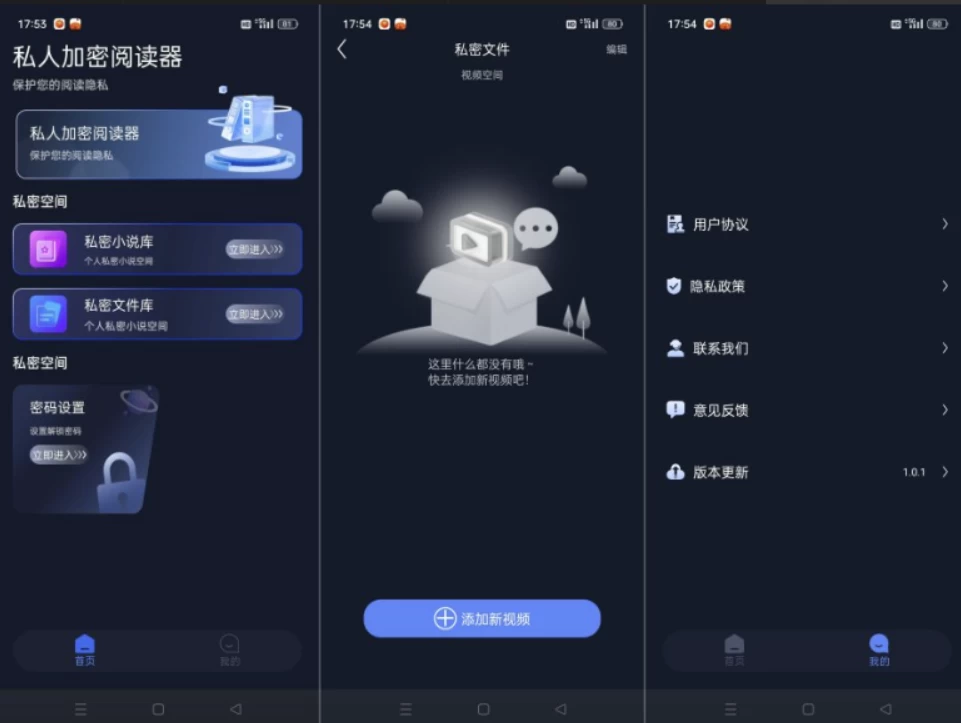 17:53
81
私人加密阅读器
保护您的阅读隐私
私人加密阅读器
保护您的阅读隐私
私密空间
私密小说库
个人私密小说空间
立即进入>>>
私密文件库
个人私密小说空间
立即进入>>>
私密空间
密码设置
设置解锁密码
立即进入>>>
首页
我的
17:54
80
私密文件
编辑
视频空间
这里什么都没有哦~
快去添加新视频吧!
添加新视频
17:54
80
用户协议
隐私政策
联系我们
意见反馈
版本更新
1.0.1
首页
我的